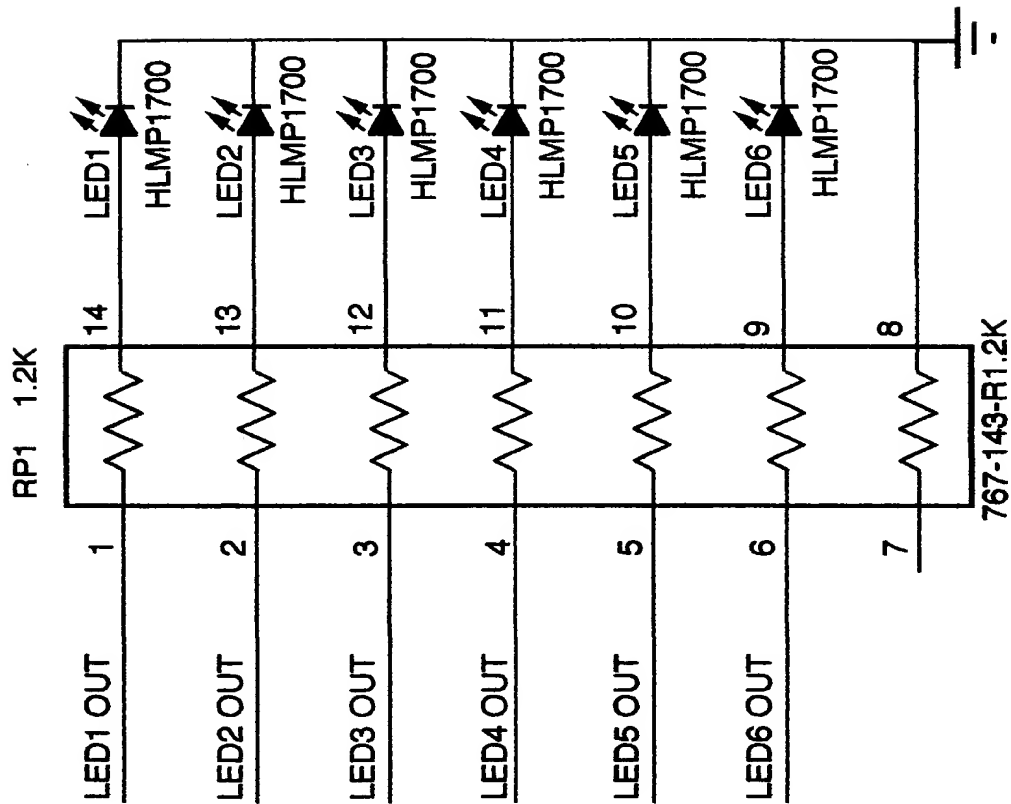 RP1 1.2K
LED1 OUT
1
14
LED1
HLMP1700
LED2 OUT
2
13
LED2
HLMP1700
LED3 OUT
3
12
LED3
HLMP1700
LED4 OUT
4
11
LED4
HLMP1700
LED5 OUT
5
10
LED5
HLMP1700
LED6 OUT
6
9
LED6
HLMP1700
7
8
767-143-R1.2K